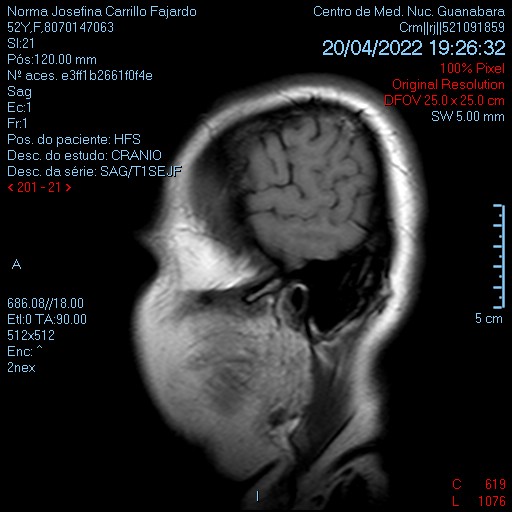 Norma Josefina Carrillo Fajardo
52Y,F,8070147063
Sl:21
Pós:120.00 mm
Nº aces. e3ff1b2661f0f4e
Sag
Ec:1
Fr:1
Pos. do paciente: HFS
Desc. do estudo: CRANIO
Desc. da série: SAG/T1SEJF
< 201 - 21 >
Centro de Med. Nuc. Guanabara
Crm||rj||521091859
20/04/2022 19:26:32
100% Pixel
Original Resolution
DFOV 25.0 x 25.0 cm
SW 5.00 mm
A
5 cm
686.08//18.00
Etl:0 TA:90.00
512x512
Enc: ^
2nex
I
C 619
L 1076